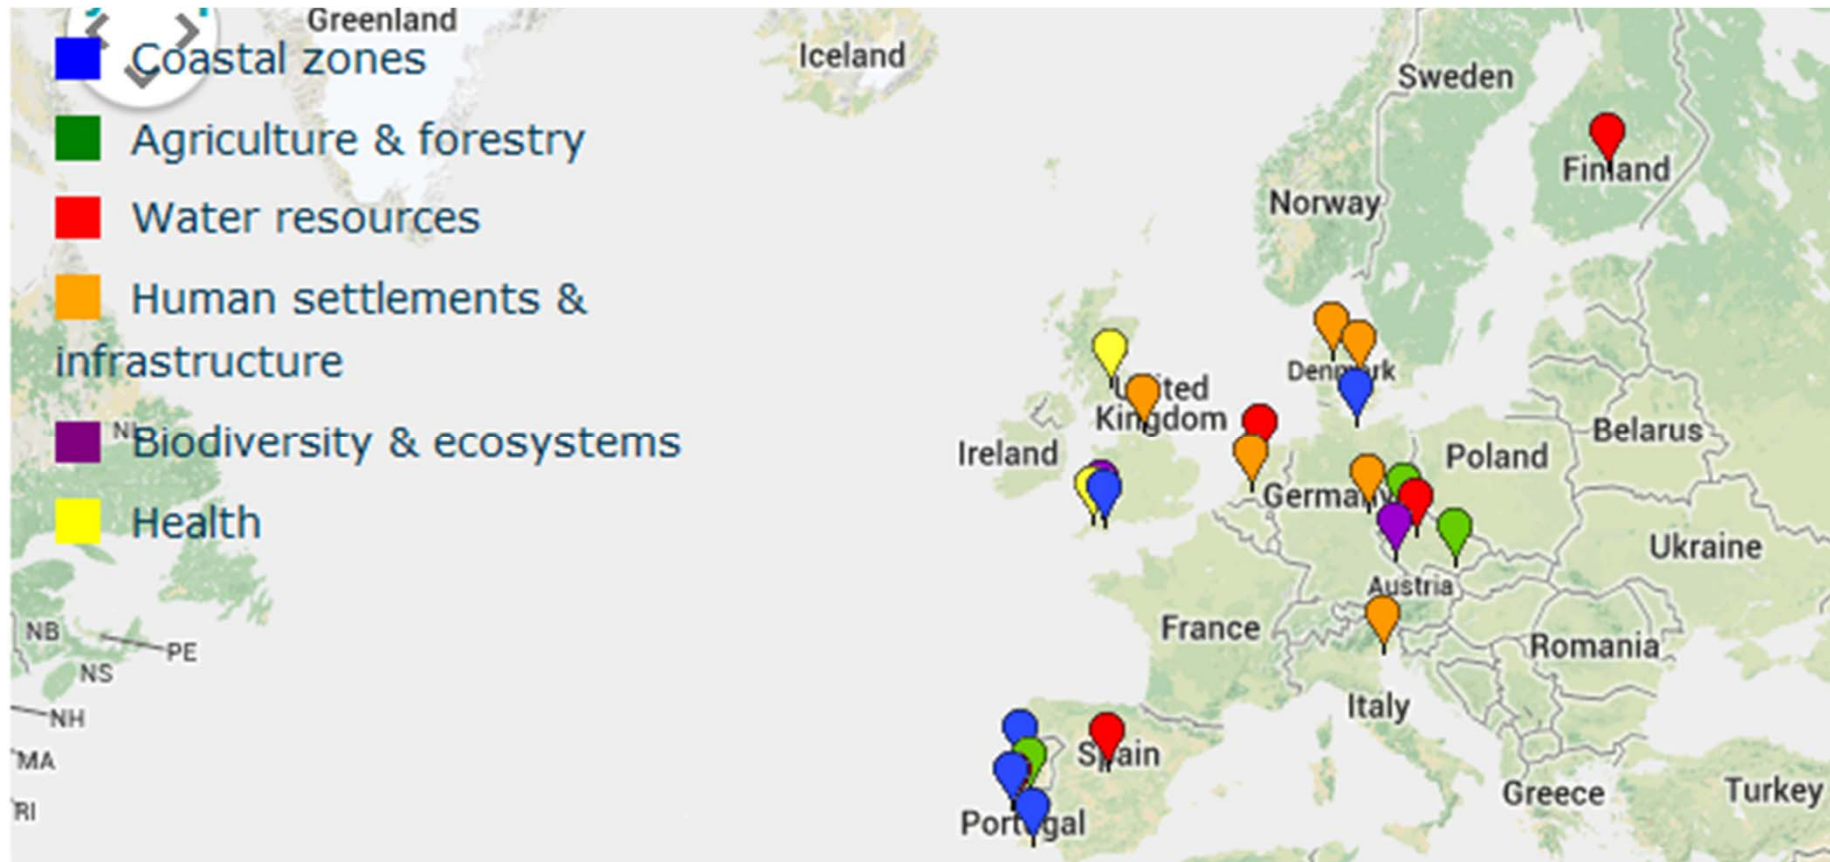 Coastal zones
Agriculture & forestry
Water resources
Human settlements &
infrastructure
Biodiversity & ecosystems
Health
Greenland
Iceland
Sweden
Finland
Norway
Denmark
United
Kingdom
Ireland
Belarus
Poland
Germany
Ukraine
Austria
France
Romania
Italy
Spain
Greece
Turkey
Portugal
NL
NB
PE
NS
NH
MA
RI